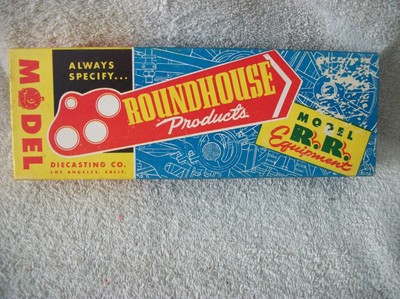 MODEL
ALWAYS
SPECIFY...
DIECASTING CO.
LOS ANGELES, CALIF.
ROUNDHOUSE
Products
MODEL
R.R.
Equipment